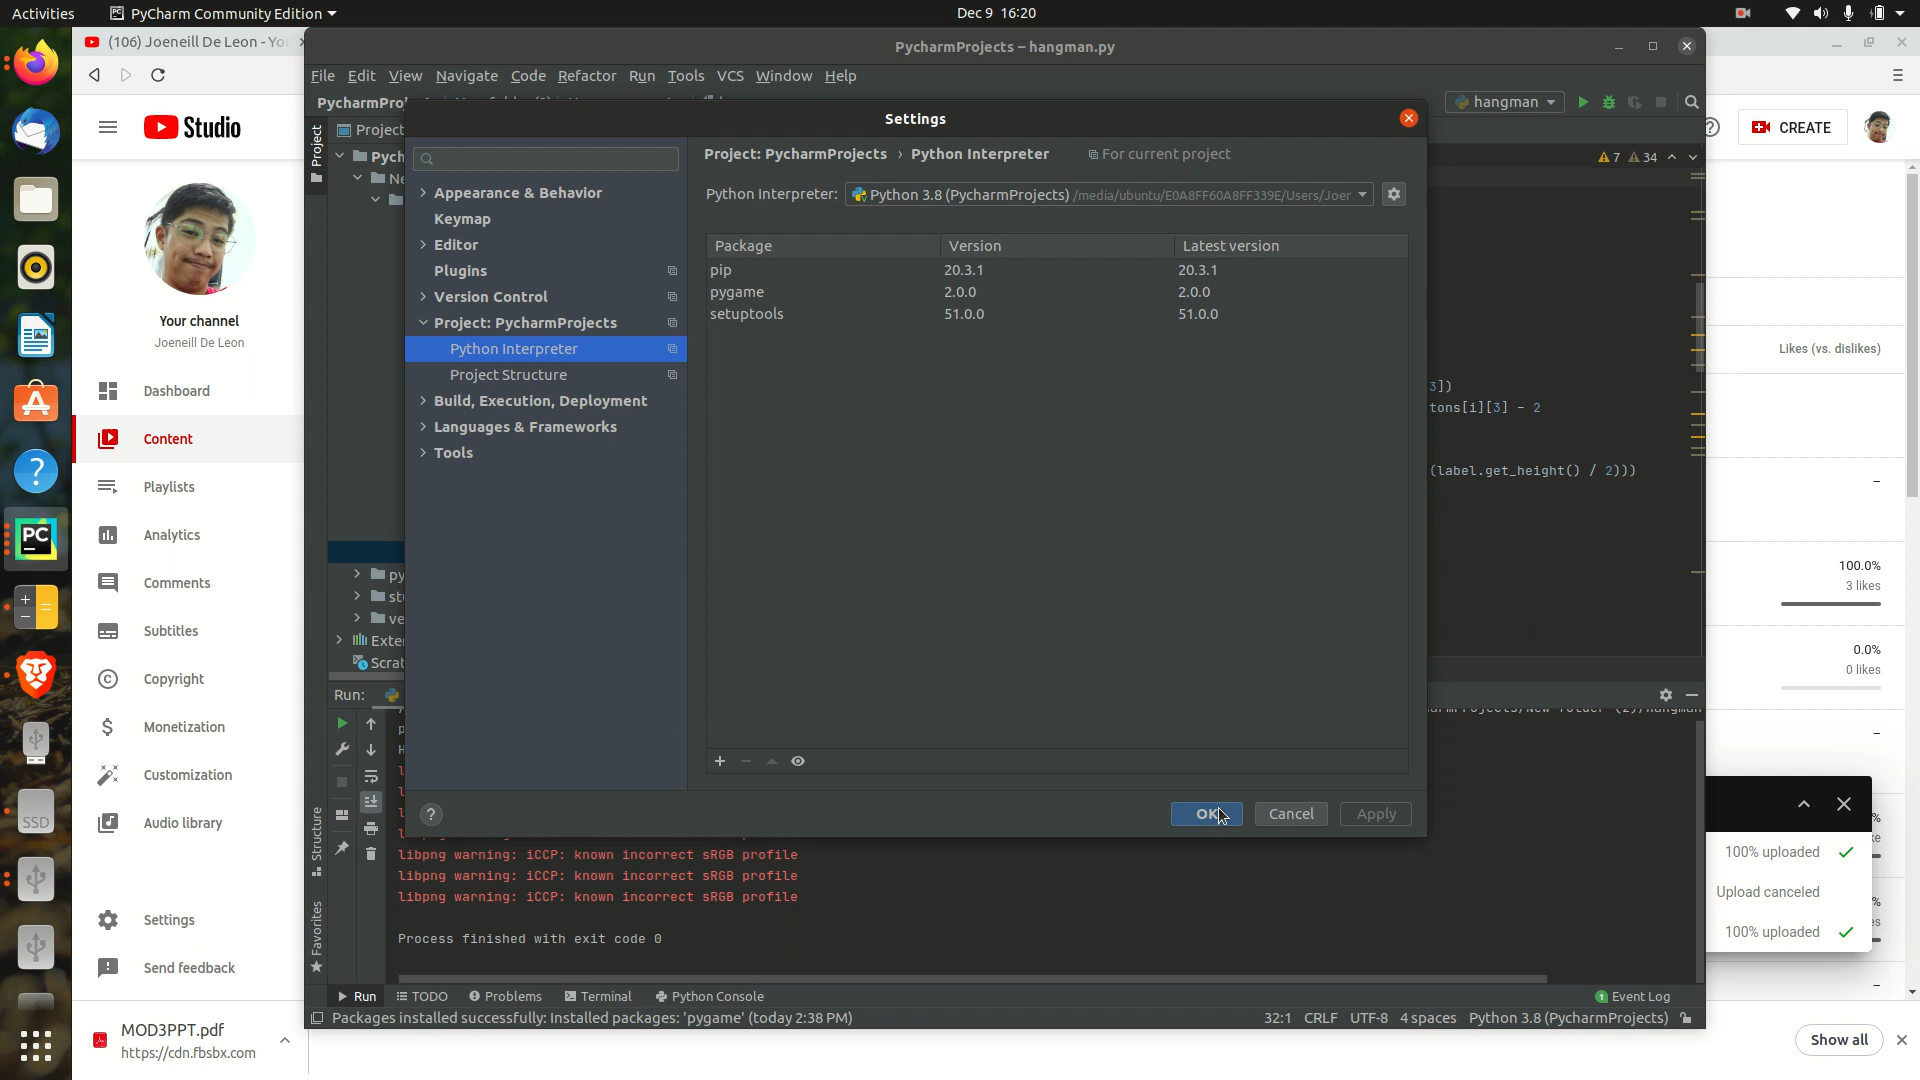 Activities
PyCharm Community Edition
Dec 9 16:20
(106) Joeneill De Leon - You
PycharmProjects – hangman.py
File Edit View Navigate Code Refactor Run Tools VCS Window Help
hangman
Studio
CREATE
Your channel
Joeneill De Leon
Dashboard
Content
Playlists
Analytics
Comments
Subtitles
Copyright
Monetization
Customization
Audio library
Settings
Send feedback
MOD3PPT.pdf
https://cdn.fbsbx.com
Project
Project
Structure
Favorites
Settings
Appearance & Behavior
Keymap
Editor
Plugins
Version Control
Project: PycharmProjects
Python Interpreter
Project Structure
Build, Execution, Deployment
Languages & Frameworks
Tools
Project: PycharmProjects › Python Interpreter
For current project
Python Interpreter: Python 3.8 (PycharmProjects) /media/ubuntu/E0A8FF60A8FF339E/Users/Joer
Package Version Latest version
pip 20.3.1 20.3.1
pygame 2.0.0 2.0.0
setuptools 51.0.0 51.0.0
OK Cancel Apply
7 34
3])
tons[i][3] - 2
(label.get_height() / 2)))
Run:
libpng warning: iCCP: known incorrect sRGB profile
libpng warning: iCCP: known incorrect sRGB profile
libpng warning: iCCP: known incorrect sRGB profile
Process finished with exit code 0
Run TODO Problems Terminal Python Console
1 Event Log
Packages installed successfully: Installed packages: 'pygame' (today 2:38 PM)
32:1 CRLF UTF-8 4 spaces Python 3.8 (PycharmProjects)
Likes (vs. dislikes)
–
100.0%
3 likes
0.0%
0 likes
–
100% uploaded
Upload canceled
100% uploaded
–
Show all
SSD